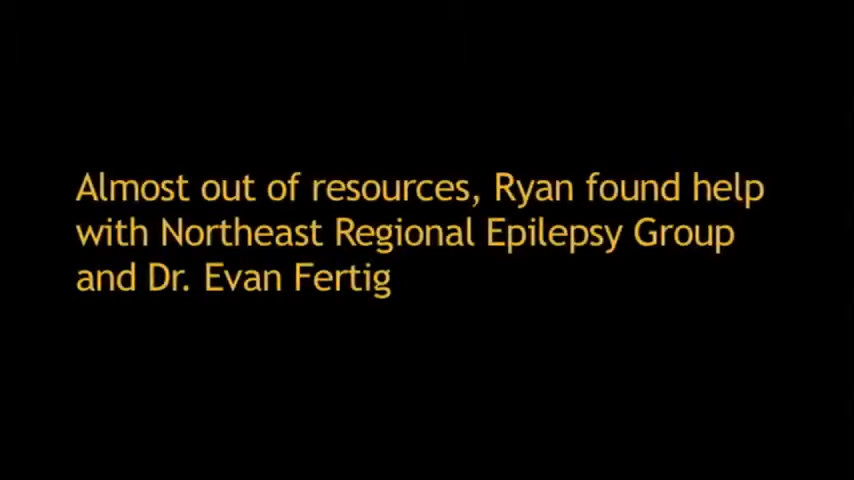 Almost out of resources, Ryan found help
with Northeast Regional Epilepsy Group
and Dr. Evan Fertig